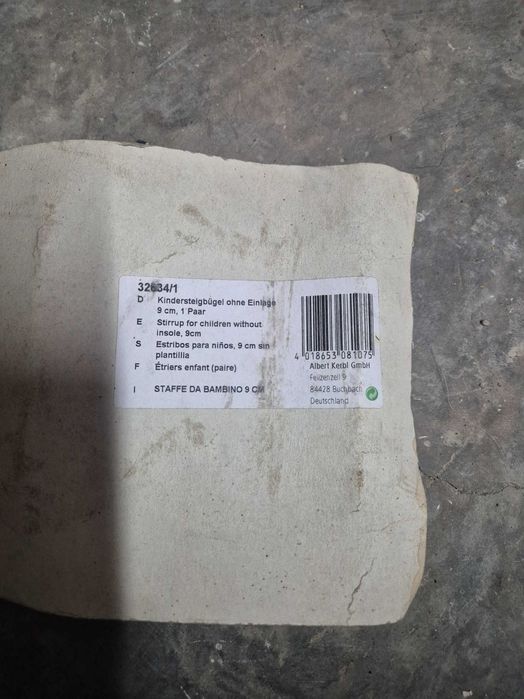 32634/1
D Kindersteigbügel ohne Einlage
9 cm, 1 Paar
E Stirrup for children without
insole, 9cm
S Estribos para niños, 9 cm sin
plantillla
F Étriers enfant (paire)
I STAFFE DA BAMBINO 9 CM
4 018653 081075
Albert Kerbl GmbH
Felizenzell 9
84428 Buchbach
Deutschland